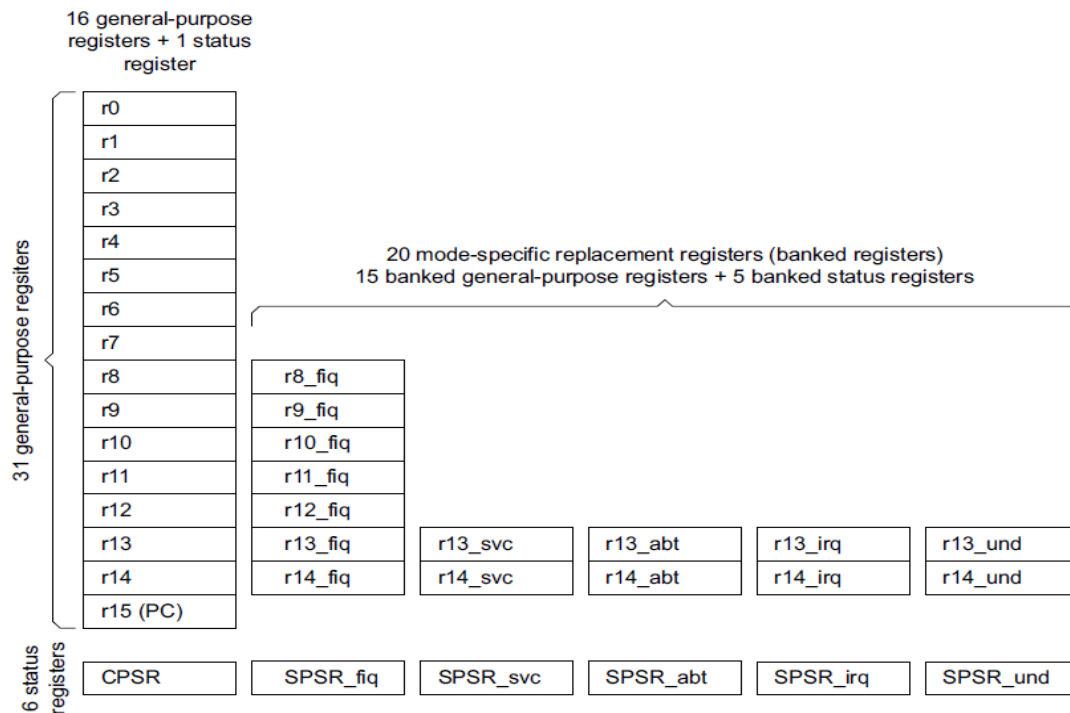 16 general-purpose
registers + 1 status
register
31 general-purpose regsiters
r0
r1
r2
r3
r4
r5
r6
r7
r8
r9
r10
r11
r12
r13
r14
r15 (PC)
20 mode-specific replacement registers (banked registers)
15 banked general-purpose registers + 5 banked status registers
r8_fiq
r9_fiq
r10_fiq
r11_fiq
r12_fiq
r13_fiq r13_svc r13_abt r13_irq r13_und
r14_fiq r14_svc r14_abt r14_irq r14_und
6 status
registers
CPSR SPSR_fiq SPSR_svc SPSR_abt SPSR_irq SPSR_und